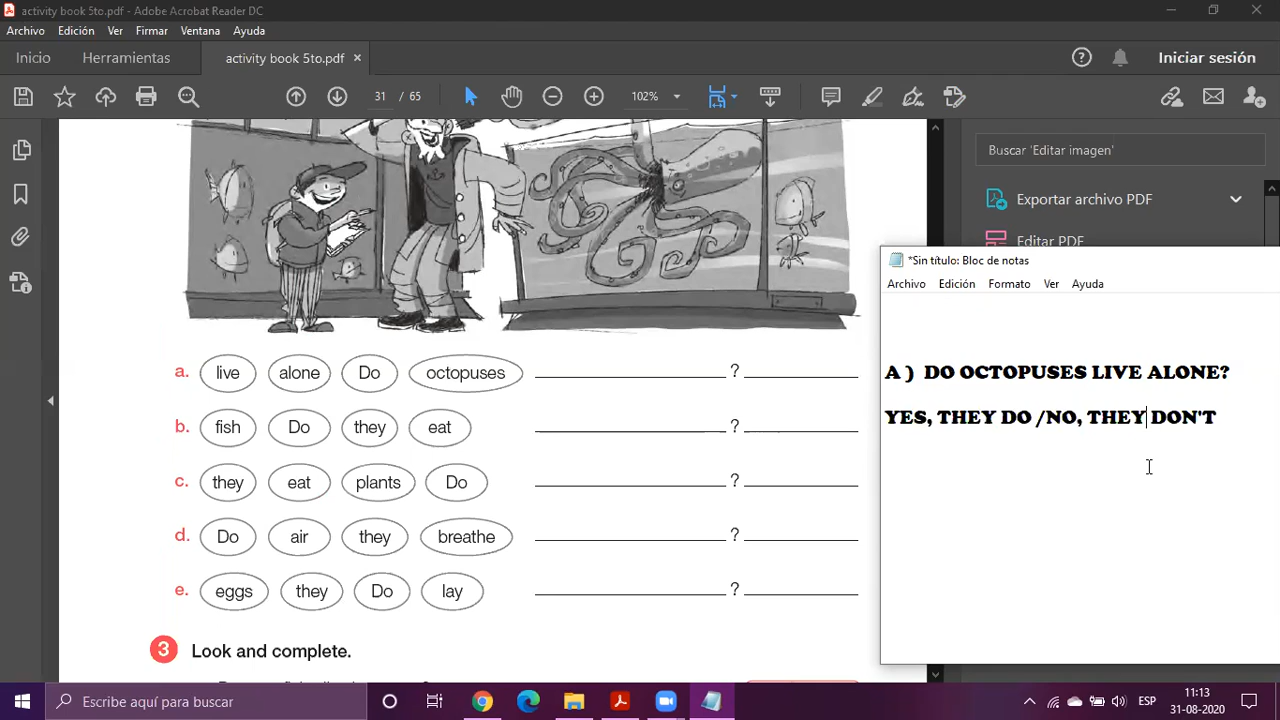 activity book 5to.pdf - Adobe Acrobat Reader DC
Archivo Edición Ver Firmar Ventana Ayuda
Inicio Herramientas activity book 5to.pdf × Iniciar sesión
31 / 65 102%
Buscar 'Editar imagen'
Exportar archivo PDF
Editar PDF
*Sin título: Bloc de notas
Archivo Edición Formato Ver Ayuda
A ) DO OCTOPUSES LIVE ALONE?
YES, THEY DO /NO, THEY DON'T
a. live alone Do octopuses ?
b. fish Do they eat ?
c. they eat plants Do ?
d. Do air they breathe ?
e. eggs they Do lay ?
3 Look and complete.
Escribe aquí para buscar
ESP
11:13
31-08-2020